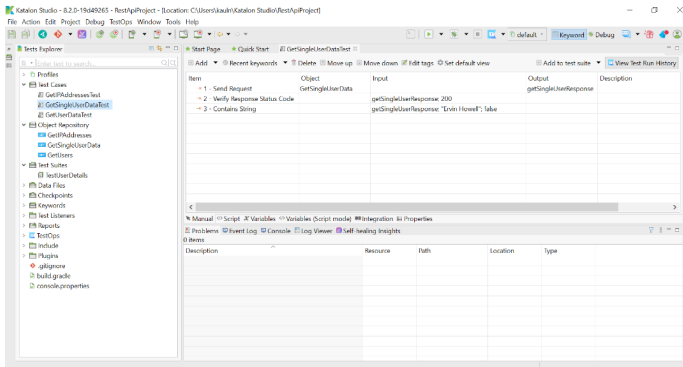 Katalon Studio - 8.2.0-19d49265 - RestApiProject - [Location: C:\Users\kauln\Katalon Studio\RestApiProject]
File Action Edit Project Debug TestOps Window Tools Help
default
Keyword Debug
Tests Explorer
Enter text to search...
Profiles
Test Cases
GetIPAddressesTest
GetSingleUserDataTest
GetUserDataTest
Object Repository
GetIPAddresses
GetSingleUserData
GetUsers
Test Suites
TestUserDetails
Data Files
Checkpoints
Keywords
Test Listeners
Reports
TestOps
Include
Plugins
.gitignore
build.gradle
console.properties
Start Page Quick Start GetSingleUserDataTest
Add Recent keywords Delete Move up Move down Edit tags Set default view Add to test suite View Test Run History
Item Object Input Output Description
1 - Send Request GetSingleUserData getSingleUserResponse
2 - Verify Response Status Code getSingleUserResponse; 200
3 - Contains String getSingleUserResponse; "Ervin Howell"; false
Manual Script Variables Variables (Script mode) Integration Properties
Problems Event Log Console Log Viewer Self-healing Insights
0 items
Description Resource Path Location Type